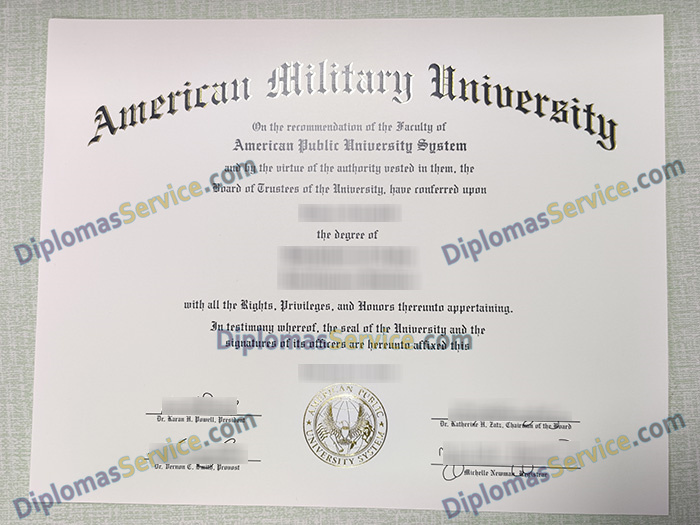 American Military University
On the recommendation of the Faculty of
American Public University System
and by the virtue of the authority vested in them, the
Board of Trustees of the University, have conferred upon
the degree of
with all the Rights, Privileges, and Honors thereunto appertaining.
In testimony whereof, the seal of the University and the
signatures of its officers are hereunto affixed this
Dr. Karan H. Powell, President
Dr. Katherine H. Zatz, Chairman of the Board
Dr. Vernon C. Smith, Provost
Michelle Newman, Registrar
AMERICAN PUBLIC
UNIVERSITY SYSTEM
DiplomasService.com
DiplomasService.com
DiplomasService.com
DiplomasService.com
DiplomasService.com